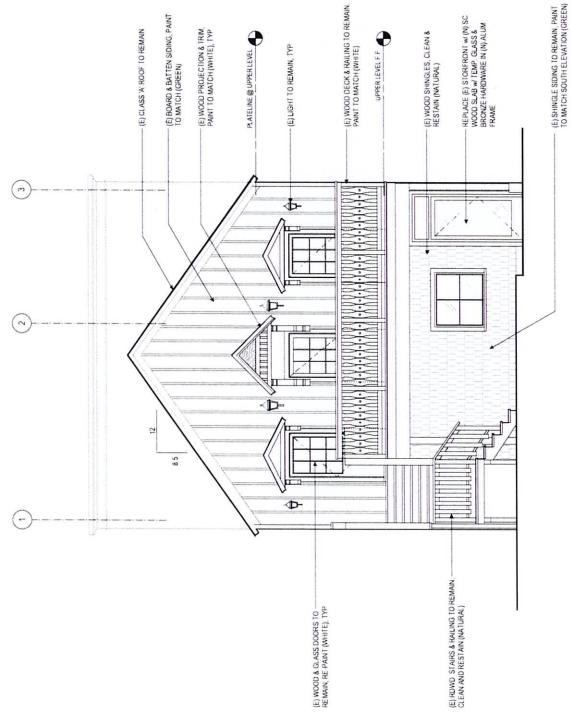 1
2
3
12
8.5
(E) CLASS 'A' ROOF TO REMAIN
(E) BOARD & BATTEN SIDING, PAINT
TO MATCH (GREEN)
(E) WOOD PROJECTION & TRIM,
PAINT TO MATCH (WHITE), TYP.
PLATELINE @ UPPER LEVEL
(E) LIGHT TO REMAIN, TYP
(E) WOOD DECK & RAILING TO REMAIN.
PAINT TO MATCH (WHITE)
UPPER LEVEL F.F.
(E) WOOD SHINGLES, CLEAN &
RESTAIN (NATURAL)
REPLACE (E) STOREFRONT w/ (N) SC
WOOD SLAB w/ TEMP. GLASS &
BRONZE HARDWARE IN (N) ALUM
FRAME
(E) SHINGLE SIDING TO REMAIN, PAINT
TO MATCH SOUTH ELEVATION (GREEN)
(E) WOOD & GLASS DOORS TO
REMAIN, RE PAINT (WHITE), TYP
(E) RDWD. STAIRS & RAILING TO REMAIN.
CLEAN AND RESTAIN (NATURAL)